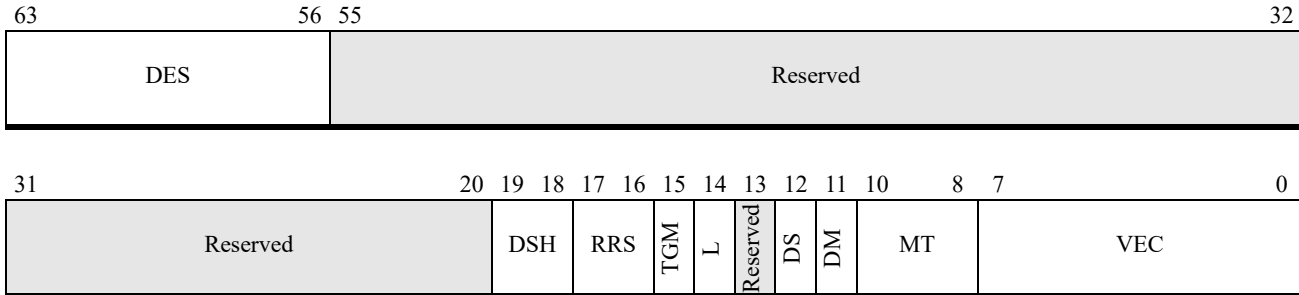 63 56 55 32
DES Reserved
31 20 19 18 17 16 15 14 13 12 11 10 8 7 0
Reserved DSH RRS TGM L Reserved DS DM MT VEC